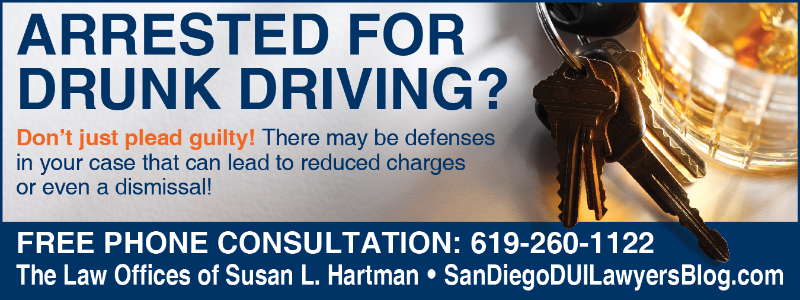 ARRESTED FOR
DRUNK DRIVING?
Don't just plead guilty! There may be defenses
in your case that can lead to reduced charges
or even a dismissal!
FREE PHONE CONSULTATION: 619-260-1122
The Law Offices of Susan L. Hartman • SanDiegoDUILawyersBlog.com